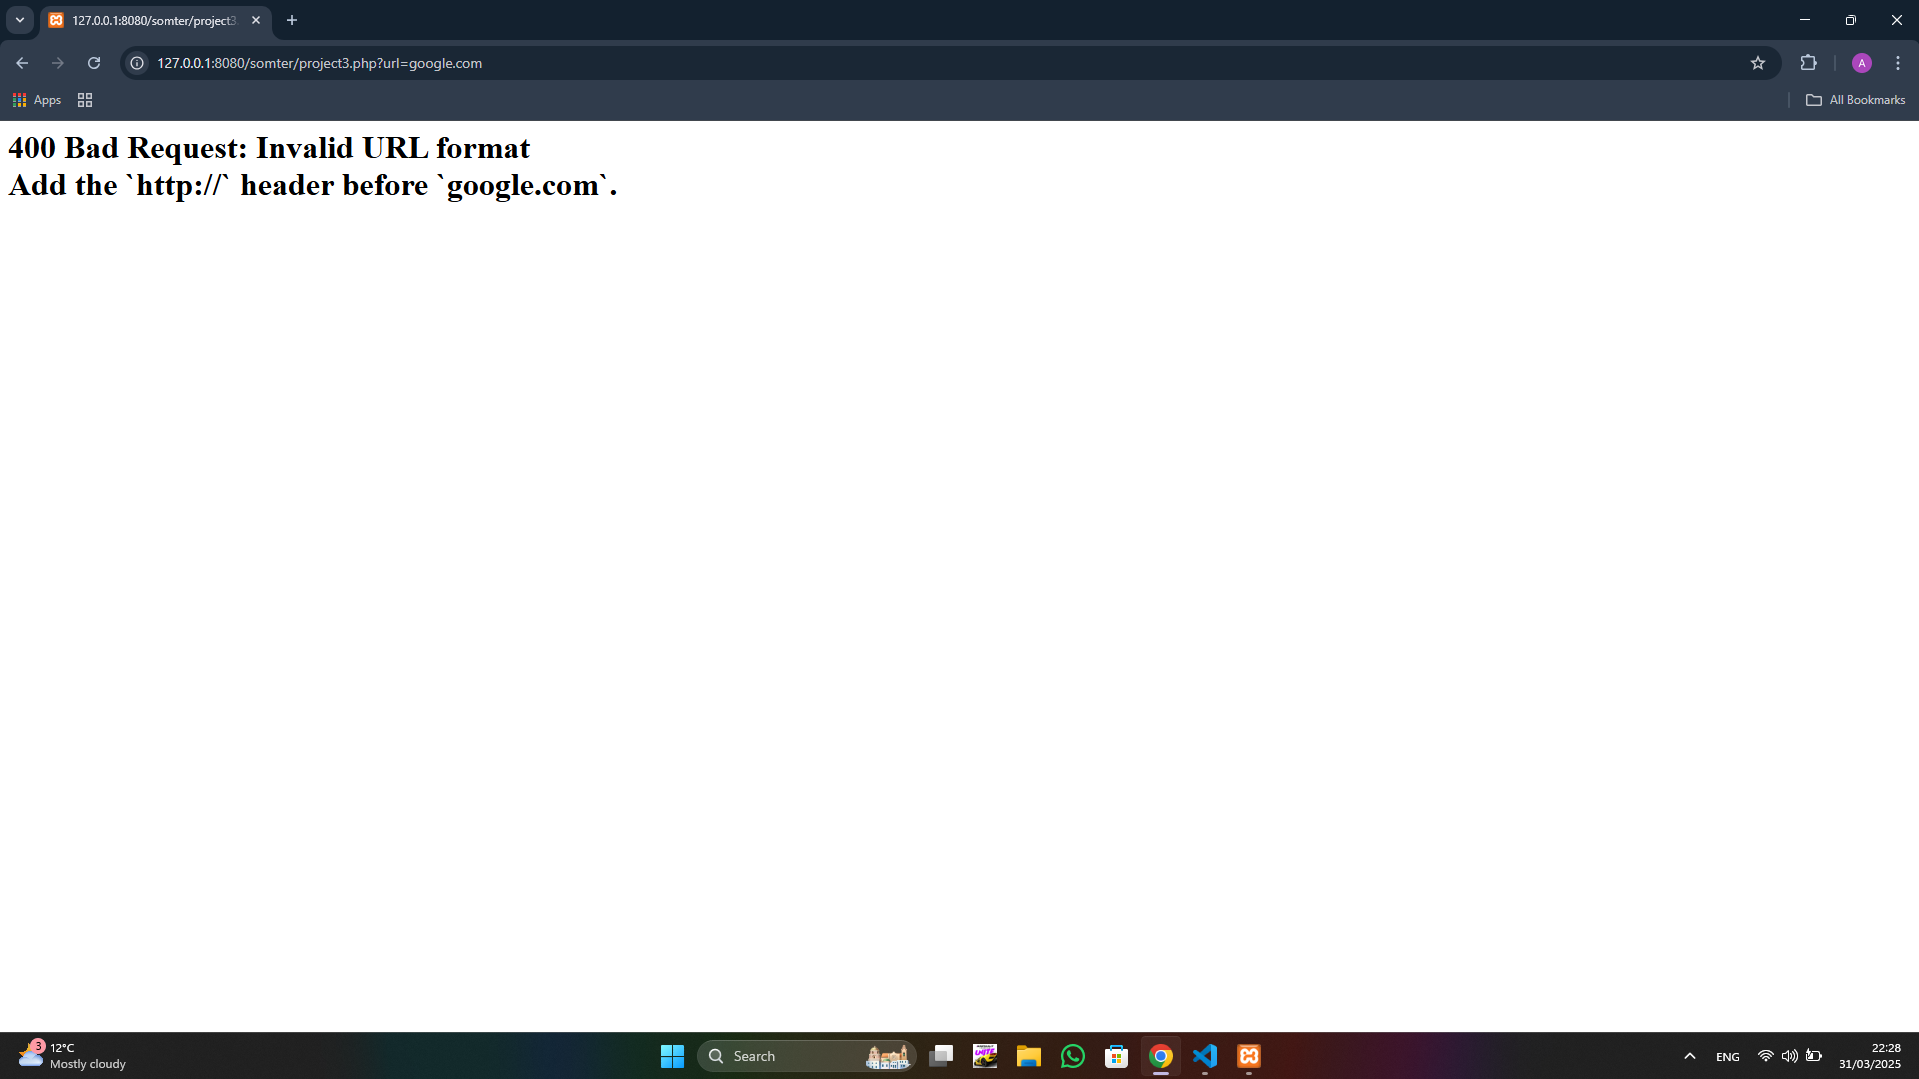 127.0.0.1:8080/somter/project3
127.0.0.1:8080/somter/project3.php?url=google.com
A
Apps
All Bookmarks
400 Bad Request: Invalid URL format
Add the `http://` header before `google.com`.
3
12°C
Mostly cloudy
Search
UNITE
ENG
22:28
31/03/2025